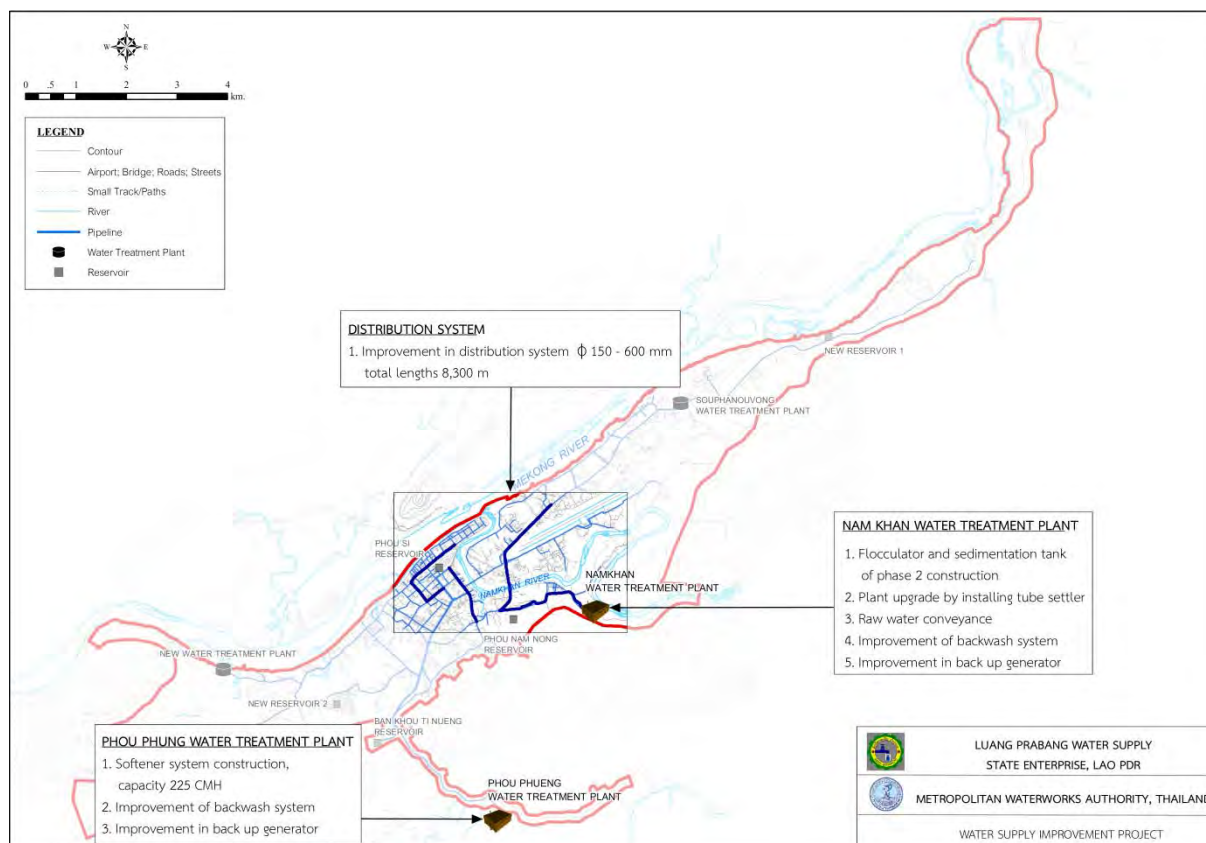 N
W E
S
0 .5 1 2 3 4
km.
LEGEND
Contour
Airport; Bridge; Roads; Streets
Small Track/Paths
River
Pipeline
Water Treatment Plant
Reservoir
DISTRIBUTION SYSTEM
1. Improvement in distribution system ϕ 150 - 600 mm
total lengths 8,300 m
NEW RESERVOIR 1
SOUPHANOUVONG
WATER TREATMENT PLANT
MEKONG RIVER
PHOU SI
RESERVOIR
NAMKHAN RIVER
NAMKHAN
WATER TREATMENT PLANT
PHOU NAM NONG
RESERVOIR
NAM KHAN WATER TREATMENT PLANT
1. Flocculator and sedimentation tank
of phase 2 construction
2. Plant upgrade by installing tube settler
3. Raw water conveyance
4. Improvement of backwash system
5. Improvement in back up generator
NEW WATER TREATMENT PLANT
NEW RESERVOIR 2
BAN KHOU TI NUENG
RESERVOIR
PHOU PHUNG WATER TREATMENT PLANT
1. Softener system construction,
capacity 225 CMH
2. Improvement of backwash system
3. Improvement in back up generator
PHOU PHUENG
WATER TREATMENT PLANT
LUANG PRABANG WATER SUPPLY
STATE ENTERPRISE, LAO PDR
METROPOLITAN WATERWORKS AUTHORITY, THAILAND
WATER SUPPLY IMPROVEMENT PROJECT